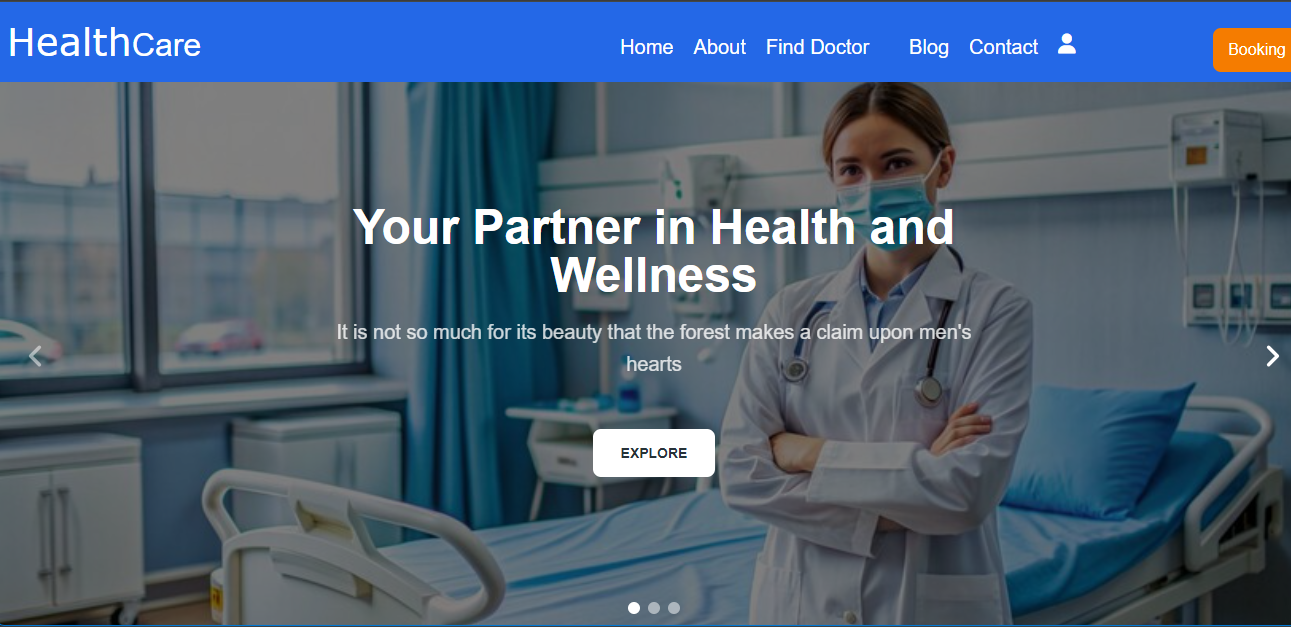 HealthCare
Home About Find Doctor Blog Contact
Booking
Your Partner in Health and
Wellness
It is not so much for its beauty that the forest makes a claim upon men's
hearts
EXPLORE